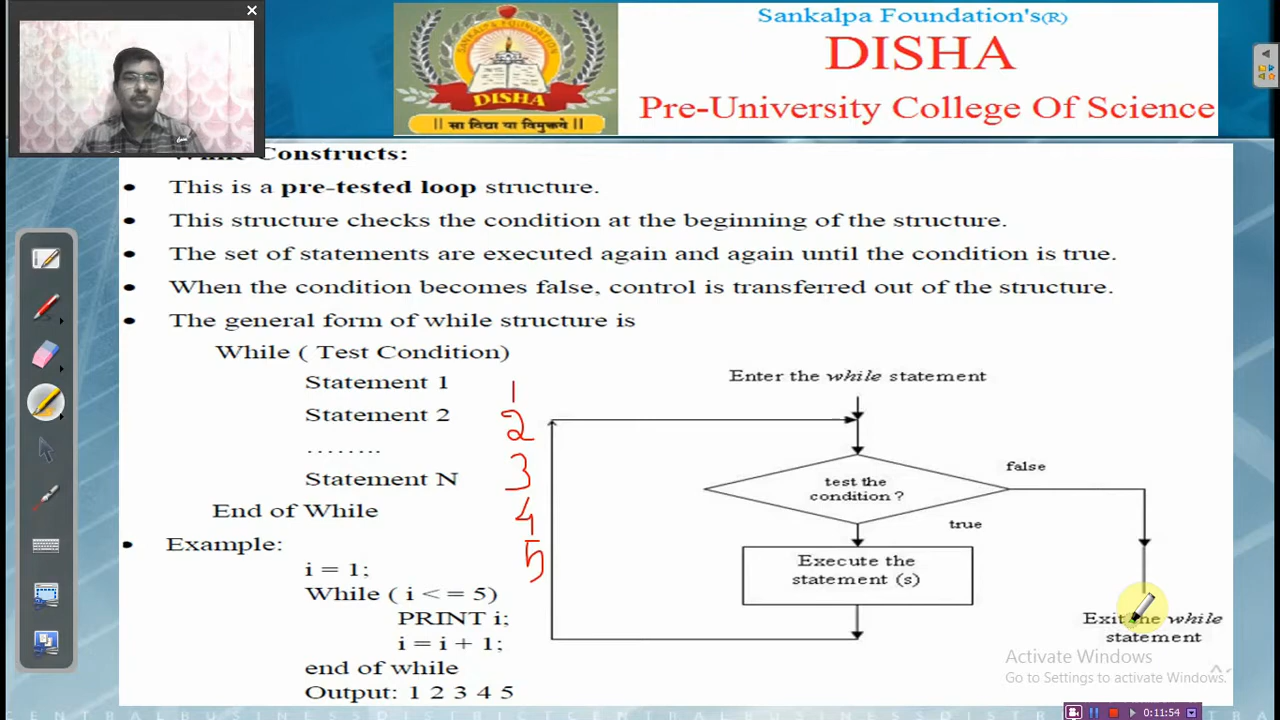 Sankalpa Foundation's(R)
DISHA
Pre-University College Of Science
SANKALPA FOUNDATION'S
DISHA
|| सा विद्या या विमुक्तये ||
While Constructs:
• This is a pre-tested loop structure.
• This structure checks the condition at the beginning of the structure.
• The set of statements are executed again and again until the condition is true.
• When the condition becomes false, control is transferred out of the structure.
• The general form of while structure is
While ( Test Condition)
Statement 1
Statement 2
........
Statement N
End of While
• Example:
i = 1;
While ( i < = 5)
PRINT i;
i = i + 1;
end of while
Output: 1 2 3 4 5
1
2
3
4
5
Enter the while statement
test the
condition ?
false
true
Execute the
statement (s)
Exit the while
statement
Activate Windows
Go to Settings to activate Windows.
0:11:54